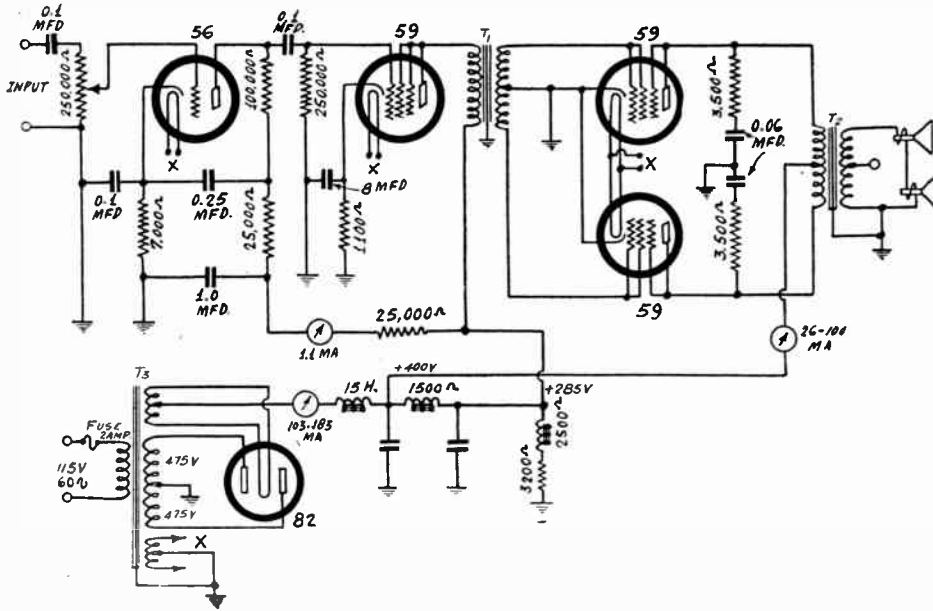 0.1
MFD
INPUT
250,000Ω
56
100,000Ω
0.1
MFD.
250,000Ω
59
T1
59
3,500Ω
0.06
MFD.
T2
X
X
X
0.1
MFD
0.25
MFD.
7,000Ω
25,000Ω
8 MFD
1100Ω
3,500Ω
1.0
MFD.
59
25,000Ω
1.1 MA
26-100
MA
+400V
T3
15 H.
1500Ω
+285V
103-183
MA
2500Ω
3200Ω
FUSE
2AMP
115V
60~
475V
475V
82
X